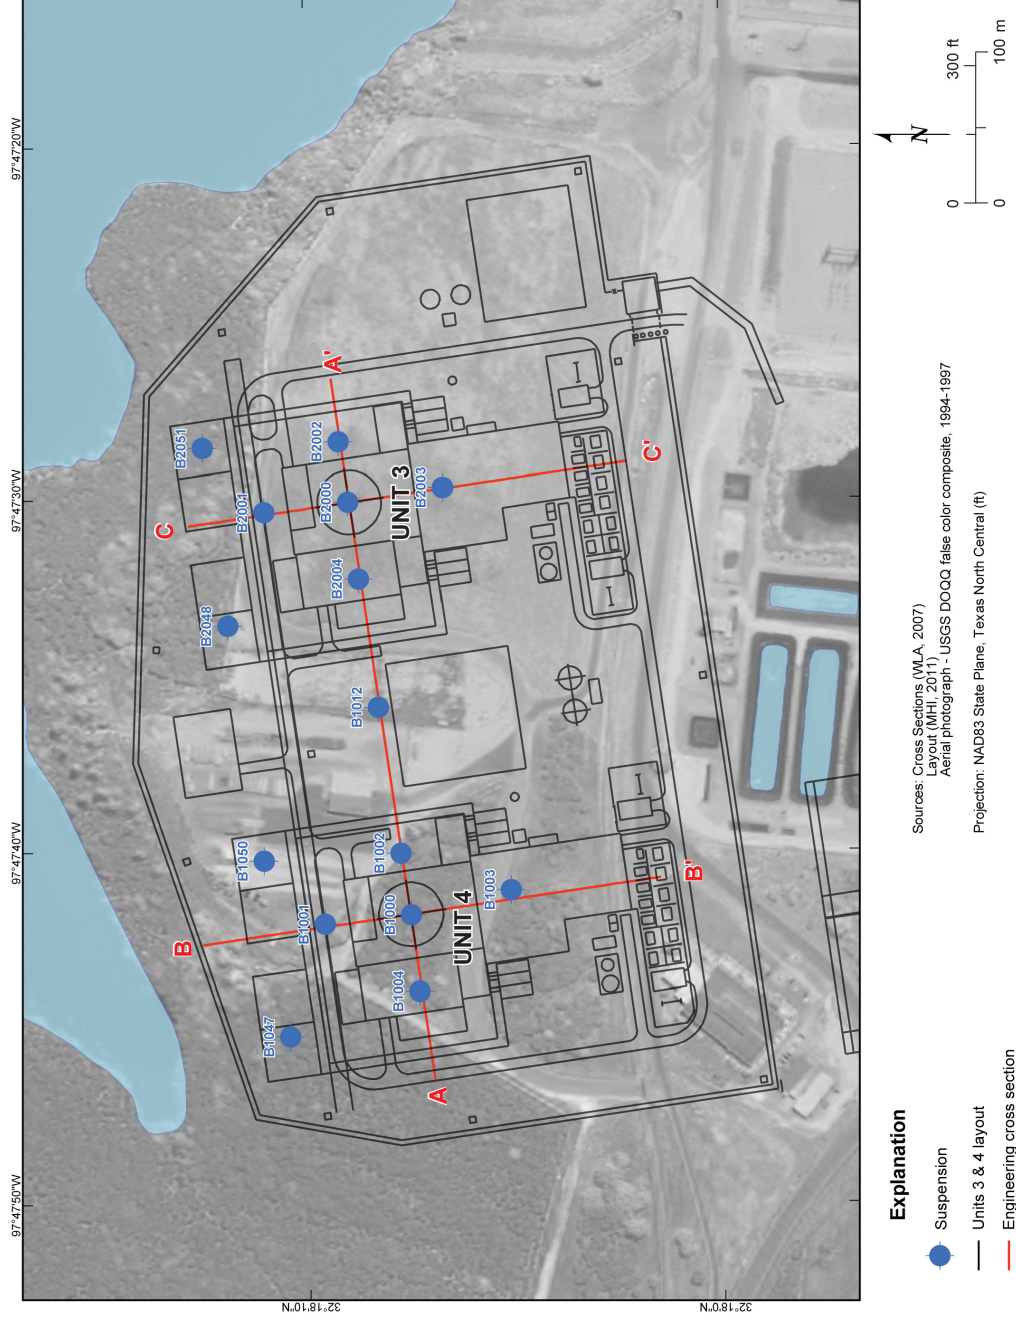 97°47'50"W
97°47'40"W
97°47'30"W
97°47'20"W
32°18'10"N
32°18'0"N
B
C
B1047
B1001
B1050
B2048
B2001
B2051
A
B1004
B1000
B1002
B1012
B2004
B2000
B2002
A'
UNIT 4
B1003
UNIT 3
B2003
B'
C'
Explanation
Suspension
Units 3 & 4 layout
Engineering cross section
Sources: Cross Sections (WLA, 2007)
Layout (MHI, 2011)
Aerial photograph - USGS DOQQ false color composite, 1994-1997
Projection: NAD83 State Plane, Texas North Central (ft)
N
0 300 ft
0 100 m